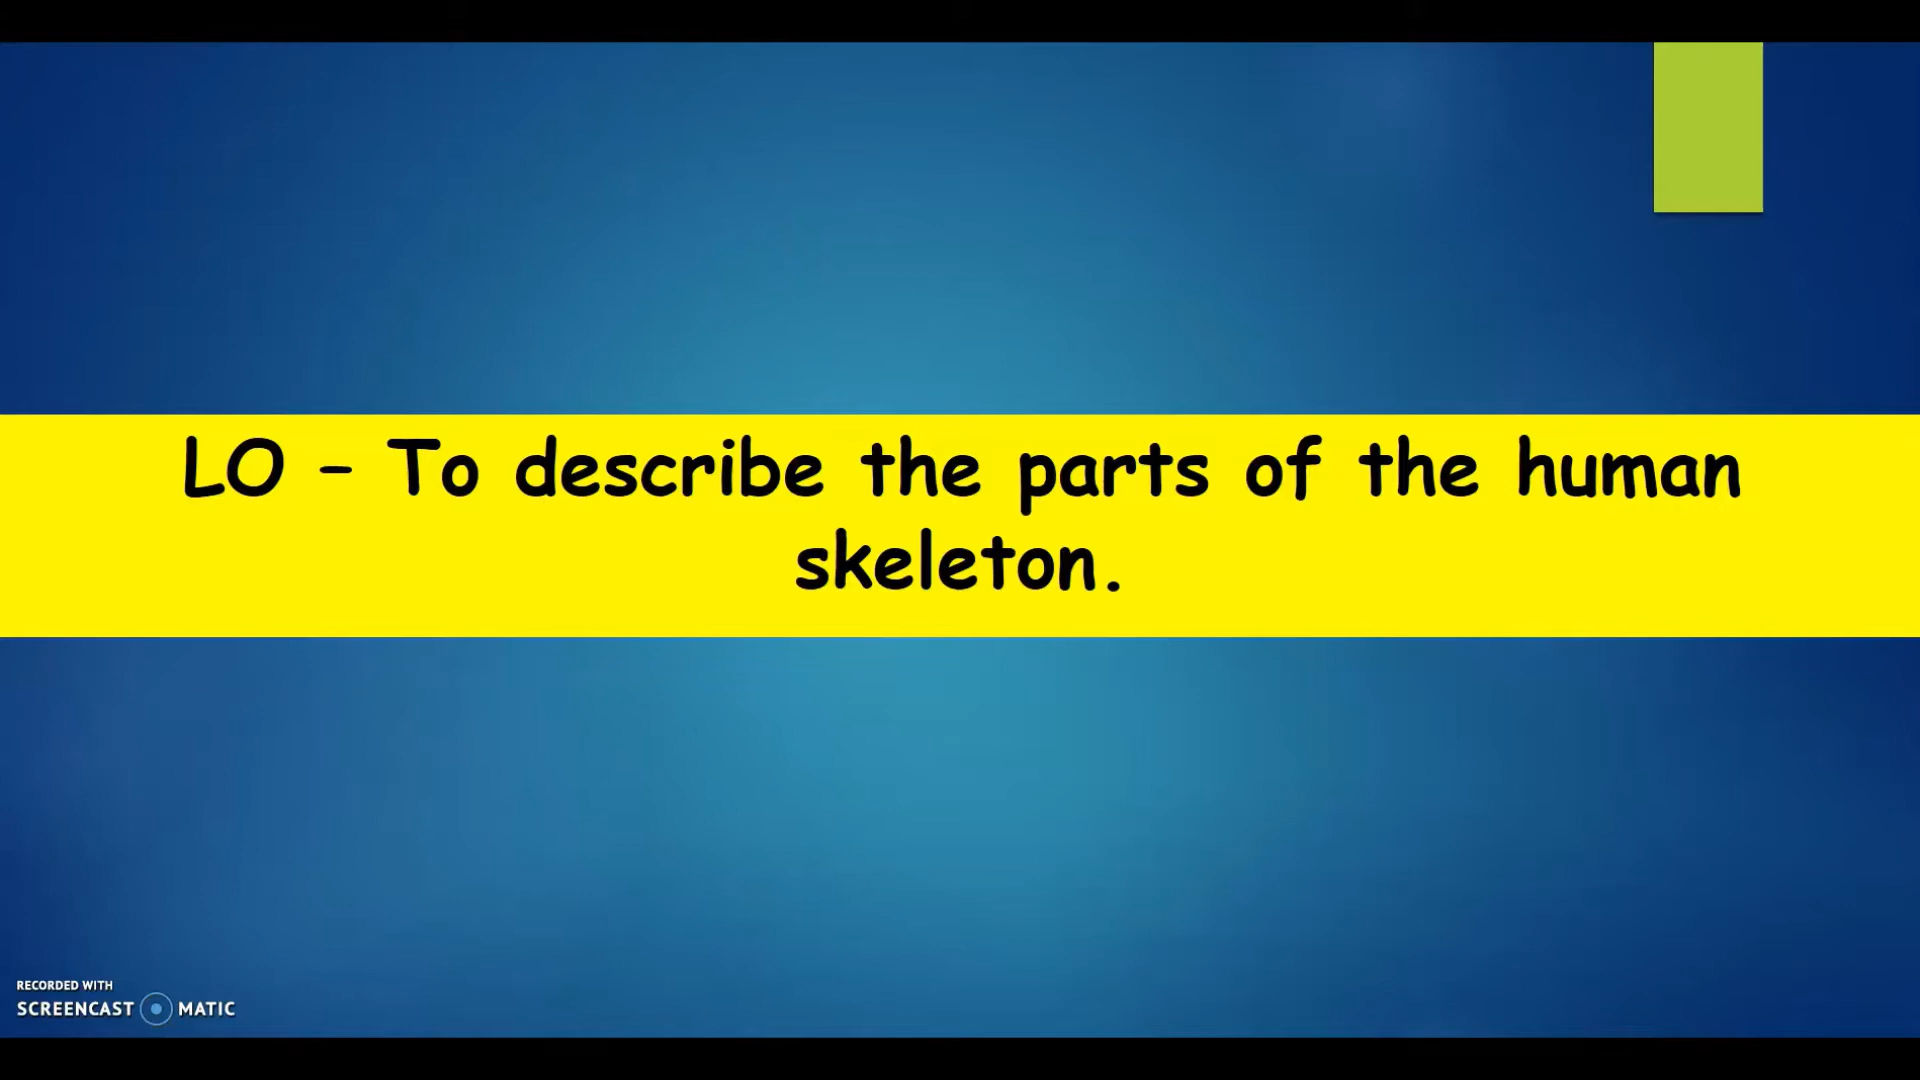 LO – To describe the parts of the human
skeleton.
RECORDED WITH
SCREENCAST MATIC